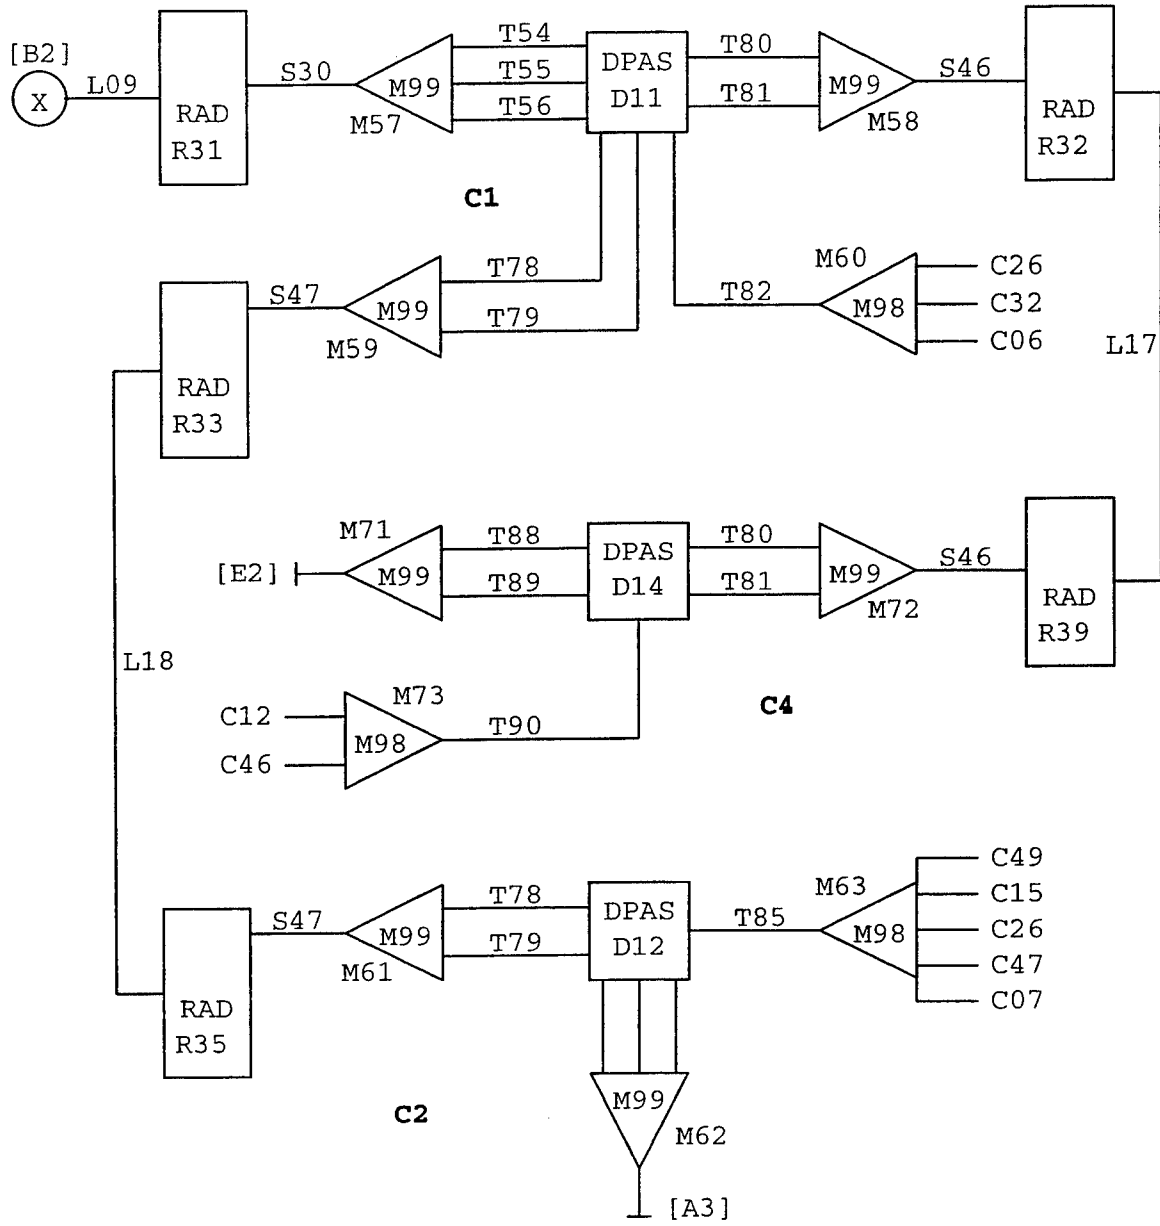 [B2]
X
L09
RAD
R31
S30
M99
M57
T54
T55
T56
DPAS
D11
T80
T81
M99
M58
S46
RAD
R32
C1
RAD
R33
S47
M99
M59
T78
T79
T82
M60
M98
C26
C32
C06
L17
[E2]
M71
M99
T88
T89
DPAS
D14
T80
T81
M99
M72
S46
RAD
R39
L18
C12
C46
M73
M98
T90
C4
RAD
R35
S47
M99
M61
T78
T79
DPAS
D12
T85
M63
M98
C49
C15
C26
C47
C07
C2
M99
M62
[A3]